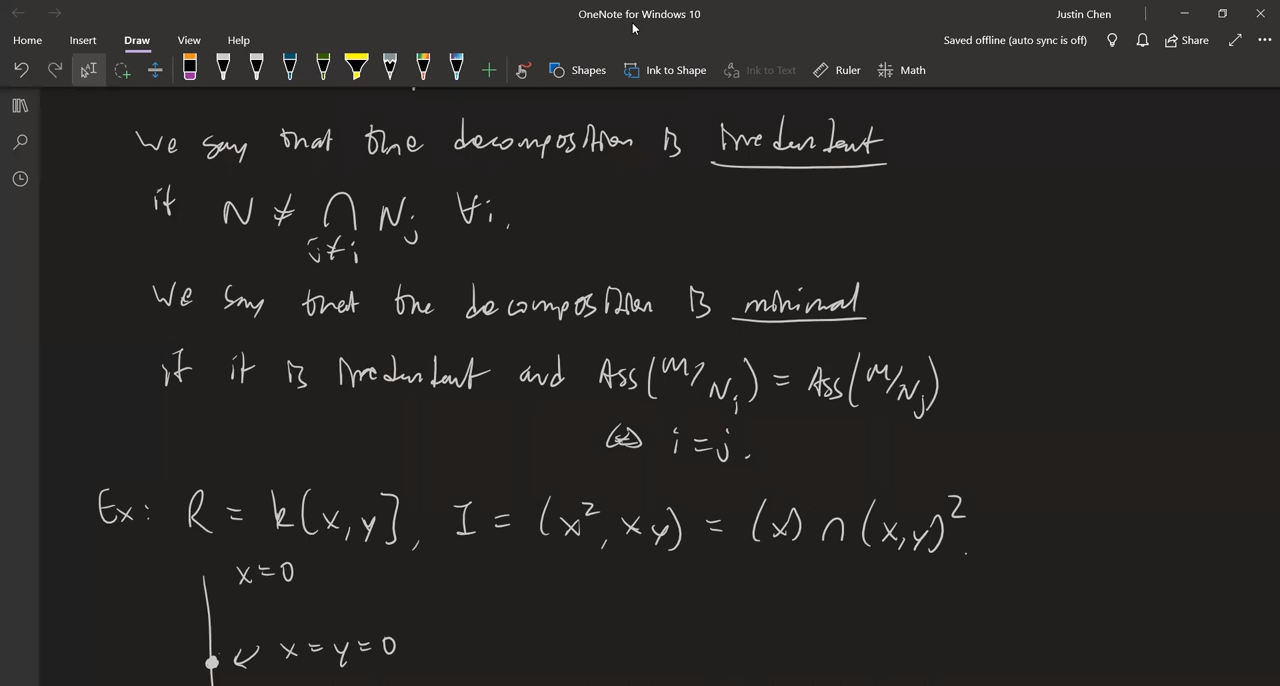 OneNote for Windows 10
Justin Chen
Home Insert Draw View Help
Saved offline (auto sync is off) Share
Shapes Ink to Shape Ink to Text Ruler Math
We say that the decomposition is irredundant
if N ≠ ⋂_{j≠i} N_j ∀i.
We say that the decomposition is minimal
if it is irredundant and Ass(M/N_i) = Ass(M/N_j)
⇔ i = j.
Ex: R = k[x,y], I = (x², xy) = (x) ∩ (x,y)².
x=0
x = y = 0